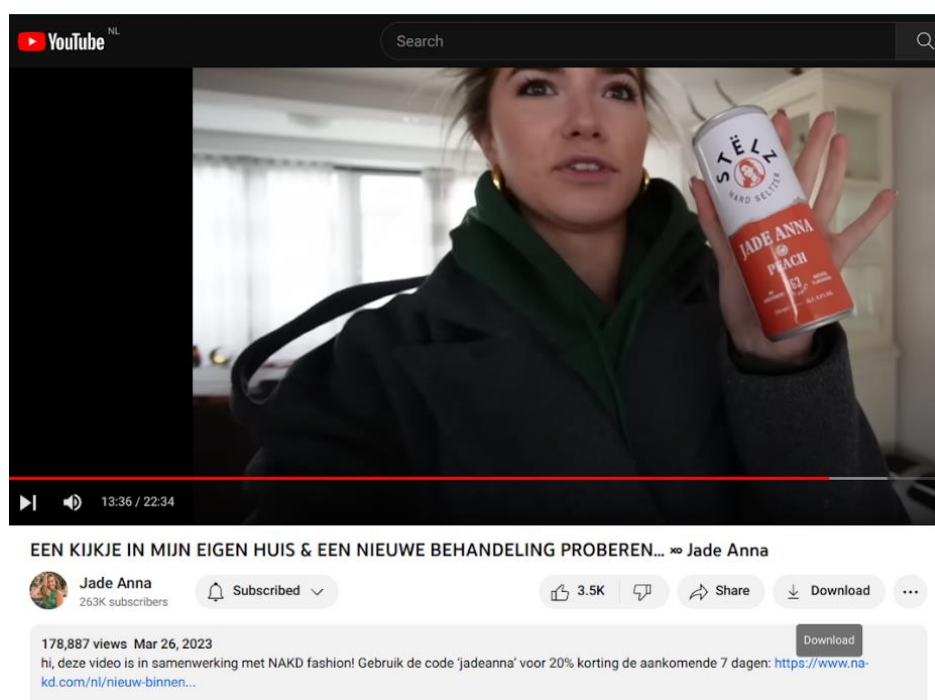 YouTube NL
Search
STËLZ
HARD SELTZER
JADE ANNA
PEACH
63
13:36 / 22:34
EEN KIJKJE IN MIJN EIGEN HUIS & EEN NIEUWE BEHANDELING PROBEREN... ∞ Jade Anna
Jade Anna
263K subscribers
Subscribed
3.5K
Share
Download
Download
178,887 views Mar 26, 2023
hi, deze video is in samenwerking met NAKD fashion! Gebruik de code 'jadeanna' voor 20% korting de aankomende 7 dagen: https://www.na-
kd.com/nl/nieuw-binnen...